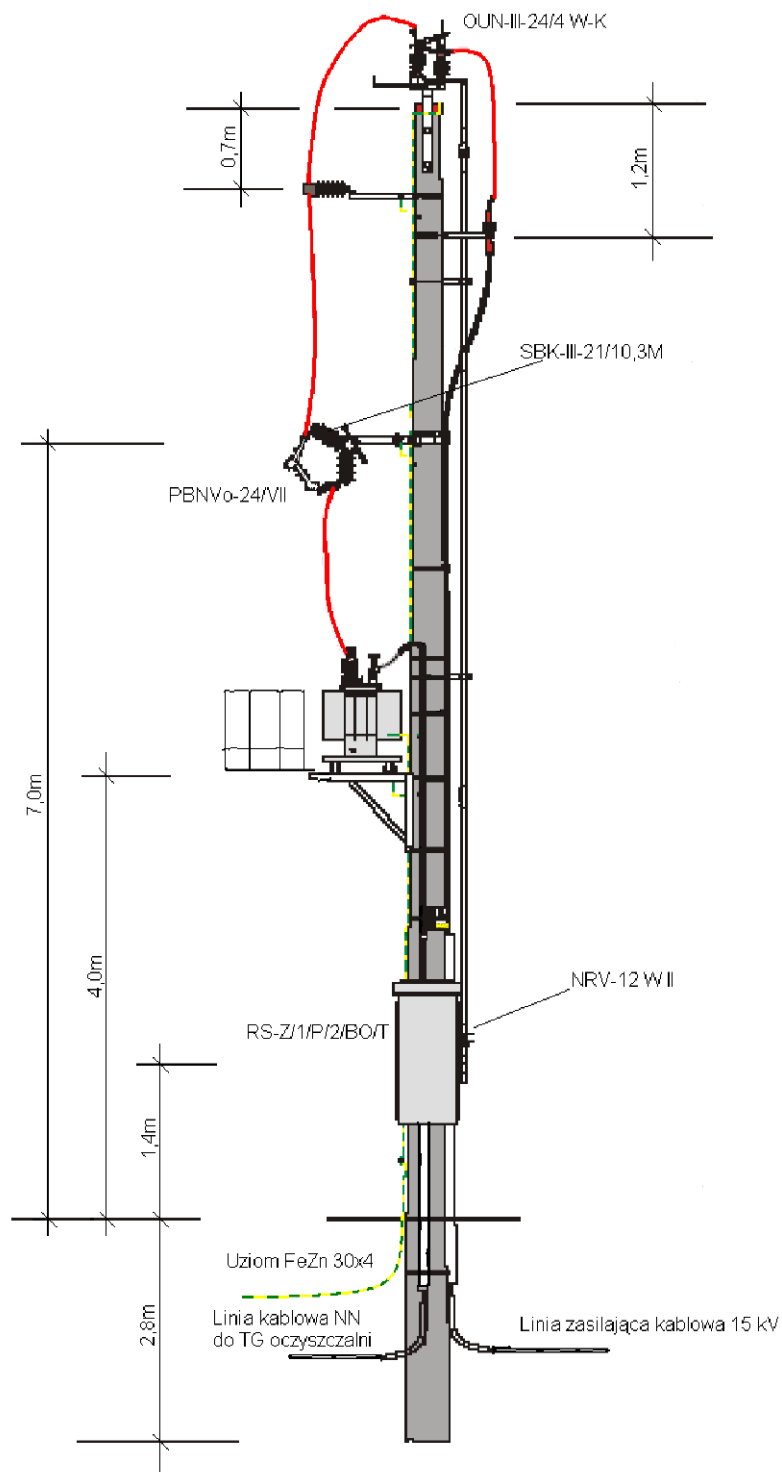 OUN-III-24/4 W-K
0,7m
1,2m
SBK-III-21/10,3M
PBNVo-24/VII
7,0m
4,0m
NRV-12 W II
RS-Z/1/P/2/BO/T
1,4m
Uziom FeZn 30x4
2,8m
Linia kablowa NN
do TG oczyszczalni
Linia zasilająca kablowa 15 kV